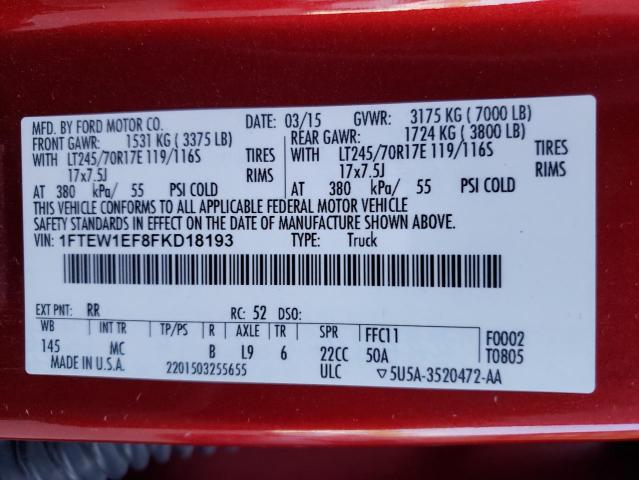 MFD. BY FORD MOTOR CO.
DATE: 03/15 GVWR: 3175 KG ( 7000 LB)
FRONT GAWR: 1531 KG ( 3375 LB) REAR GAWR: 1724 KG ( 3800 LB)
WITH LT245/70R17E 119/116S TIRES WITH LT245/70R17E 119/116S TIRES
17x7.5J RIMS 17x7.5J RIMS
AT 380 kPa/ 55 PSI COLD AT 380 kPa/ 55 PSI COLD
THIS VEHICLE CONFORMS TO ALL APPLICABLE FEDERAL MOTOR VEHICLE
SAFETY STANDARDS IN EFFECT ON THE DATE OF MANUFACTURE SHOWN ABOVE.
VIN: 1FTEW1EF8FKD18193 TYPE: Truck
EXT PNT: RR RC: 52 DSO:
WB INT TR TP/PS R AXLE TR SPR FFC11 F0002
145 MC B L9 6 22CC 50A T0805
MADE IN U.S.A. 2201503255655 ULC ▽5U5A-3520472-AA